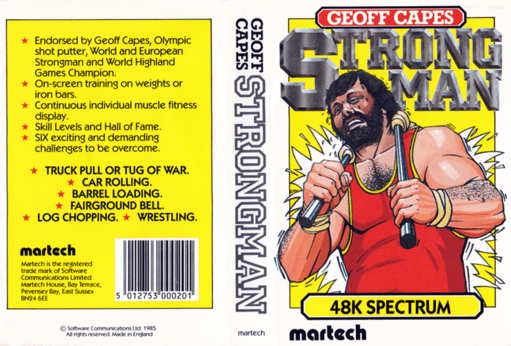 ★ Endorsed by Geoff Capes, Olympic
shot putter, World and European
Strongman and World Highland
Games Champion.
★ On-screen training on weights or
iron bars.
★ Continuous individual muscle fitness
display.
★ Skill Levels and Hall of Fame.
★ SIX exciting and demanding
challenges to be overcome.
★ TRUCK PULL OR TUG OF WAR.
★ CAR ROLLING.
★ BARREL LOADING.
★ FAIRGROUND BELL.
★ LOG CHOPPING. ★ WRESTLING.
martech
Martech is the registered
trade mark of Software
Communications Limited
Martech House, Bay Terrace,
Pevensey Bay, East Sussex
BN24 6EE
5 012753 000201
© Software Communications Ltd. 1985
All rights reserved. Made in England
GEOFF
CAPES
STRONGMAN
martech
GEOFF CAPES
STRONG
MAN
48K SPECTRUM
martech